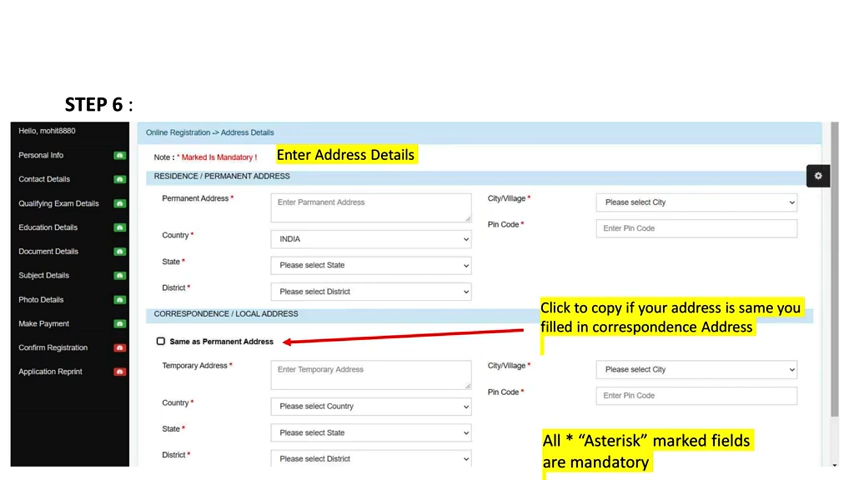 STEP 6 :
Hello, mohit8880
Personal Info
Contact Details
Qualifying Exam Details
Education Details
Document Details
Subject Details
Photo Details
Make Payment
Confirm Registration
Application Reprint
Online Registration -> Address Details
Note : * Marked Is Mandatory !
Enter Address Details
RESIDENCE / PERMANENT ADDRESS
Permanent Address *
Enter Parmanent Address
City/Village *
Please select City
Pin Code *
Enter Pin Code
Country *
INDIA
State *
Please select State
District *
Please select District
CORRESPONDENCE / LOCAL ADDRESS
Click to copy if your address is same you
filled in correspondence Address
Same as Permanent Address
Temporary Address *
Enter Temporary Address
City/Village *
Please select City
Pin Code *
Enter Pin Code
Country *
Please select Country
State *
Please select State
District *
Please select District
All * “Asterisk” marked fields
are mandatory